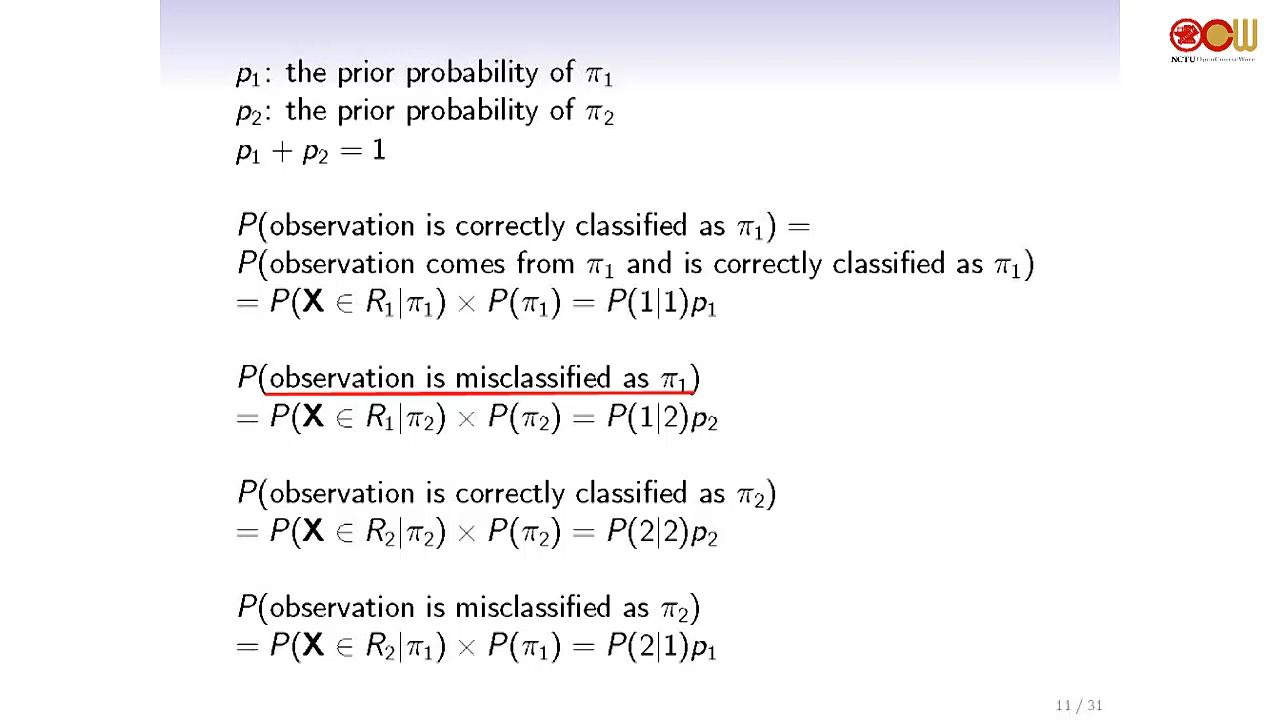 OCW
NCTU OpenCourseWare
p₁: the prior probability of π₁
p₂: the prior probability of π₂
p₁ + p₂ = 1
P(observation is correctly classified as π₁) =
P(observation comes from π₁ and is correctly classified as π₁)
= P(X ∈ R₁|π₁) × P(π₁) = P(1|1)p₁
P(observation is misclassified as π₁)
= P(X ∈ R₁|π₂) × P(π₂) = P(1|2)p₂
P(observation is correctly classified as π₂)
= P(X ∈ R₂|π₂) × P(π₂) = P(2|2)p₂
P(observation is misclassified as π₂)
= P(X ∈ R₂|π₁) × P(π₁) = P(2|1)p₁
11 / 31